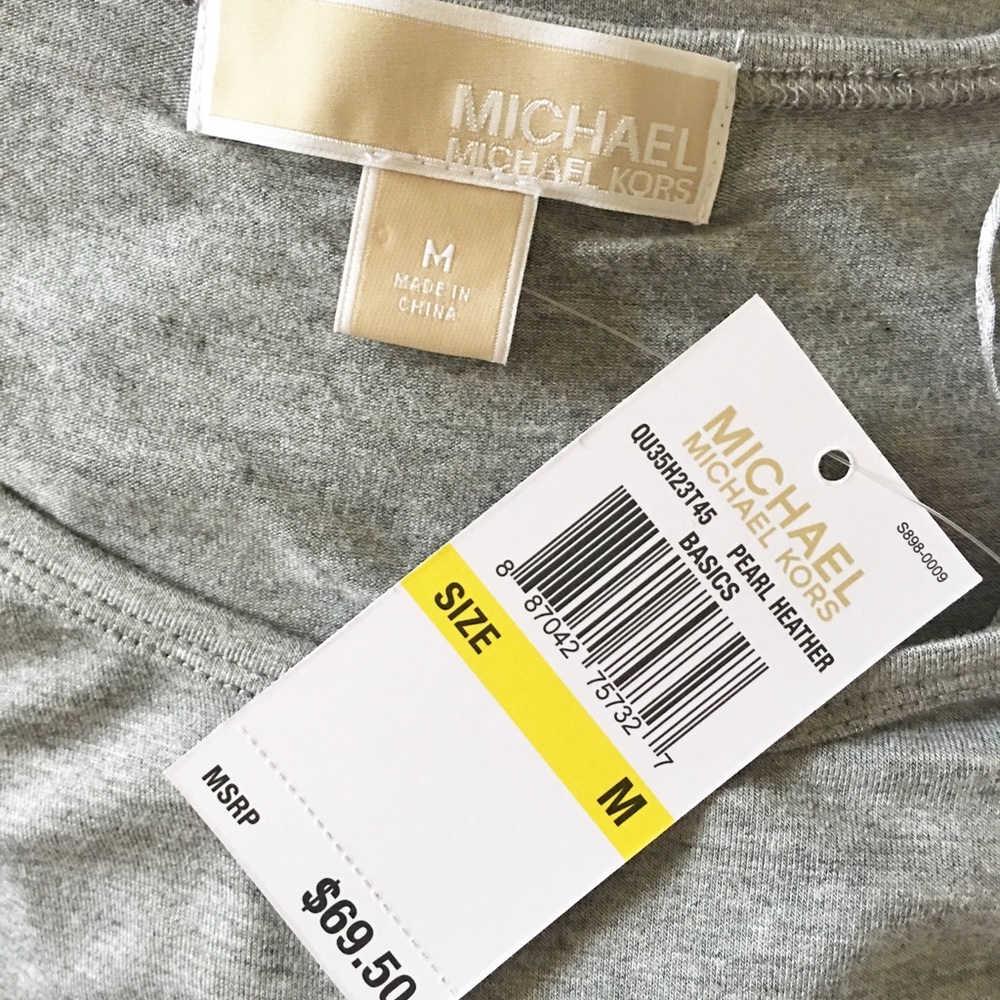 MICHAEL
MICHAEL KORS
M
MADE IN
CHINA
MICHAEL
MICHAEL KORS
S898-0009
QU35H23T45 PEARL HEATHER
BASICS
8 87042 75732 7
SIZE M
MSRP
$69.50